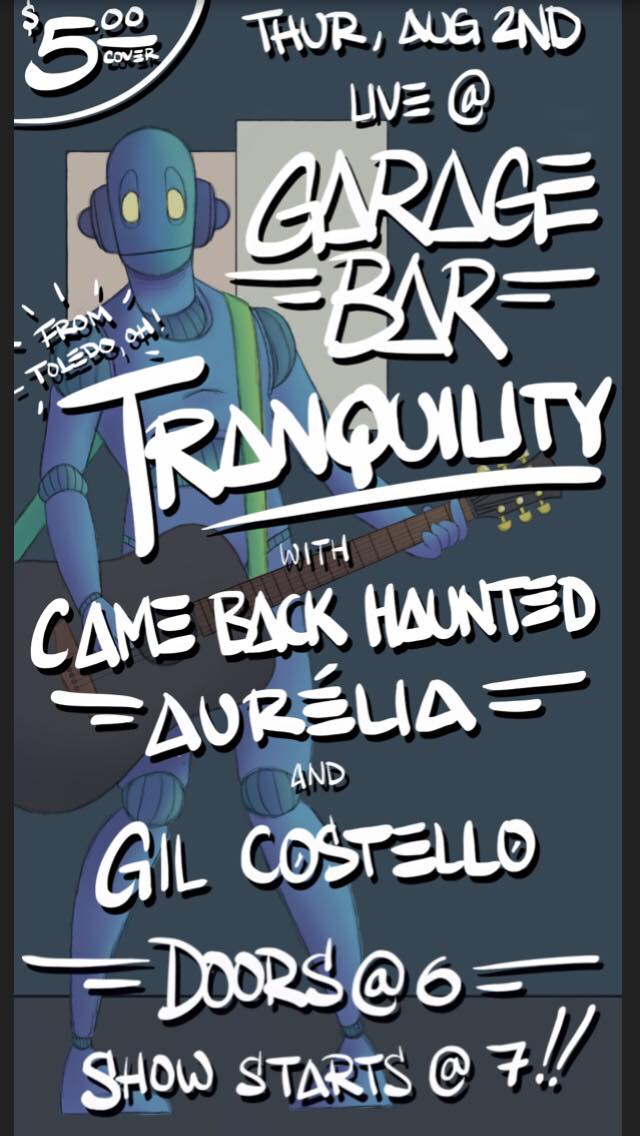 $5.00
COVER
THUR, AUG 2ND
LIVE @
GARAGE
BAR
FROM
TOLEDO, OH!
TRANQUILITY
WITH
CAME BACK HAUNTED
AURÉLIA
AND
GIL COSTELLO
DOORS @ 6
SHOW STARTS @ 7!!